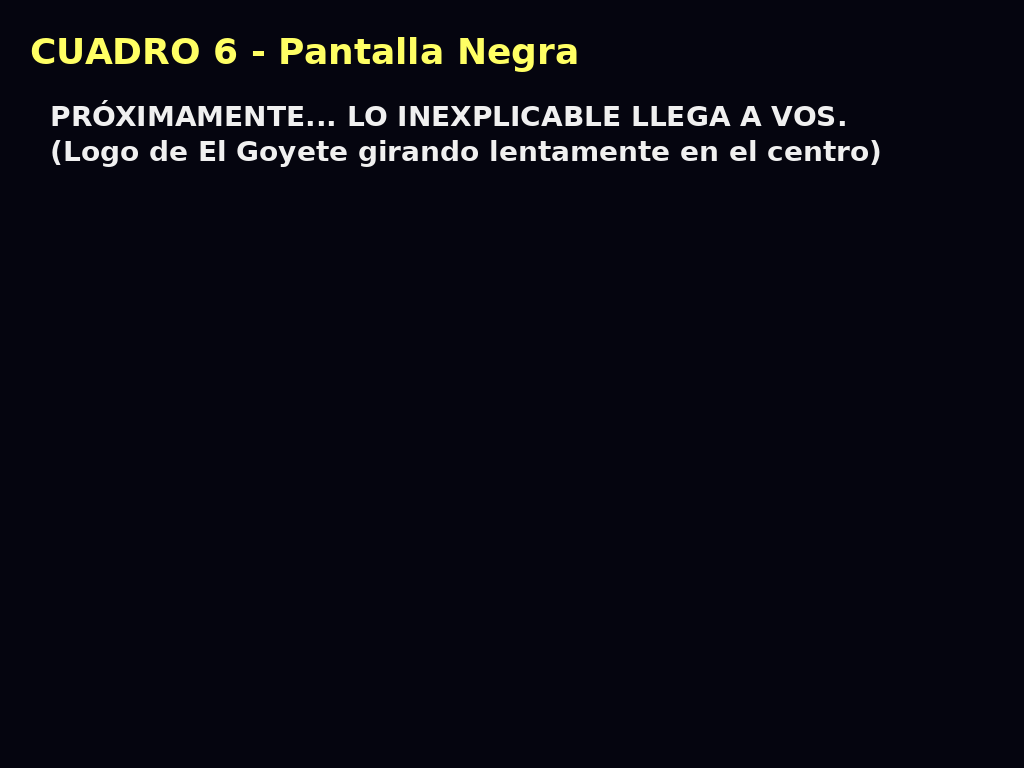 CUADRO 6 - Pantalla Negra
PRÓXIMAMENTE... LO INEXPLICABLE LLEGA A VOS.
(Logo de El Goyete girando lentamente en el centro)